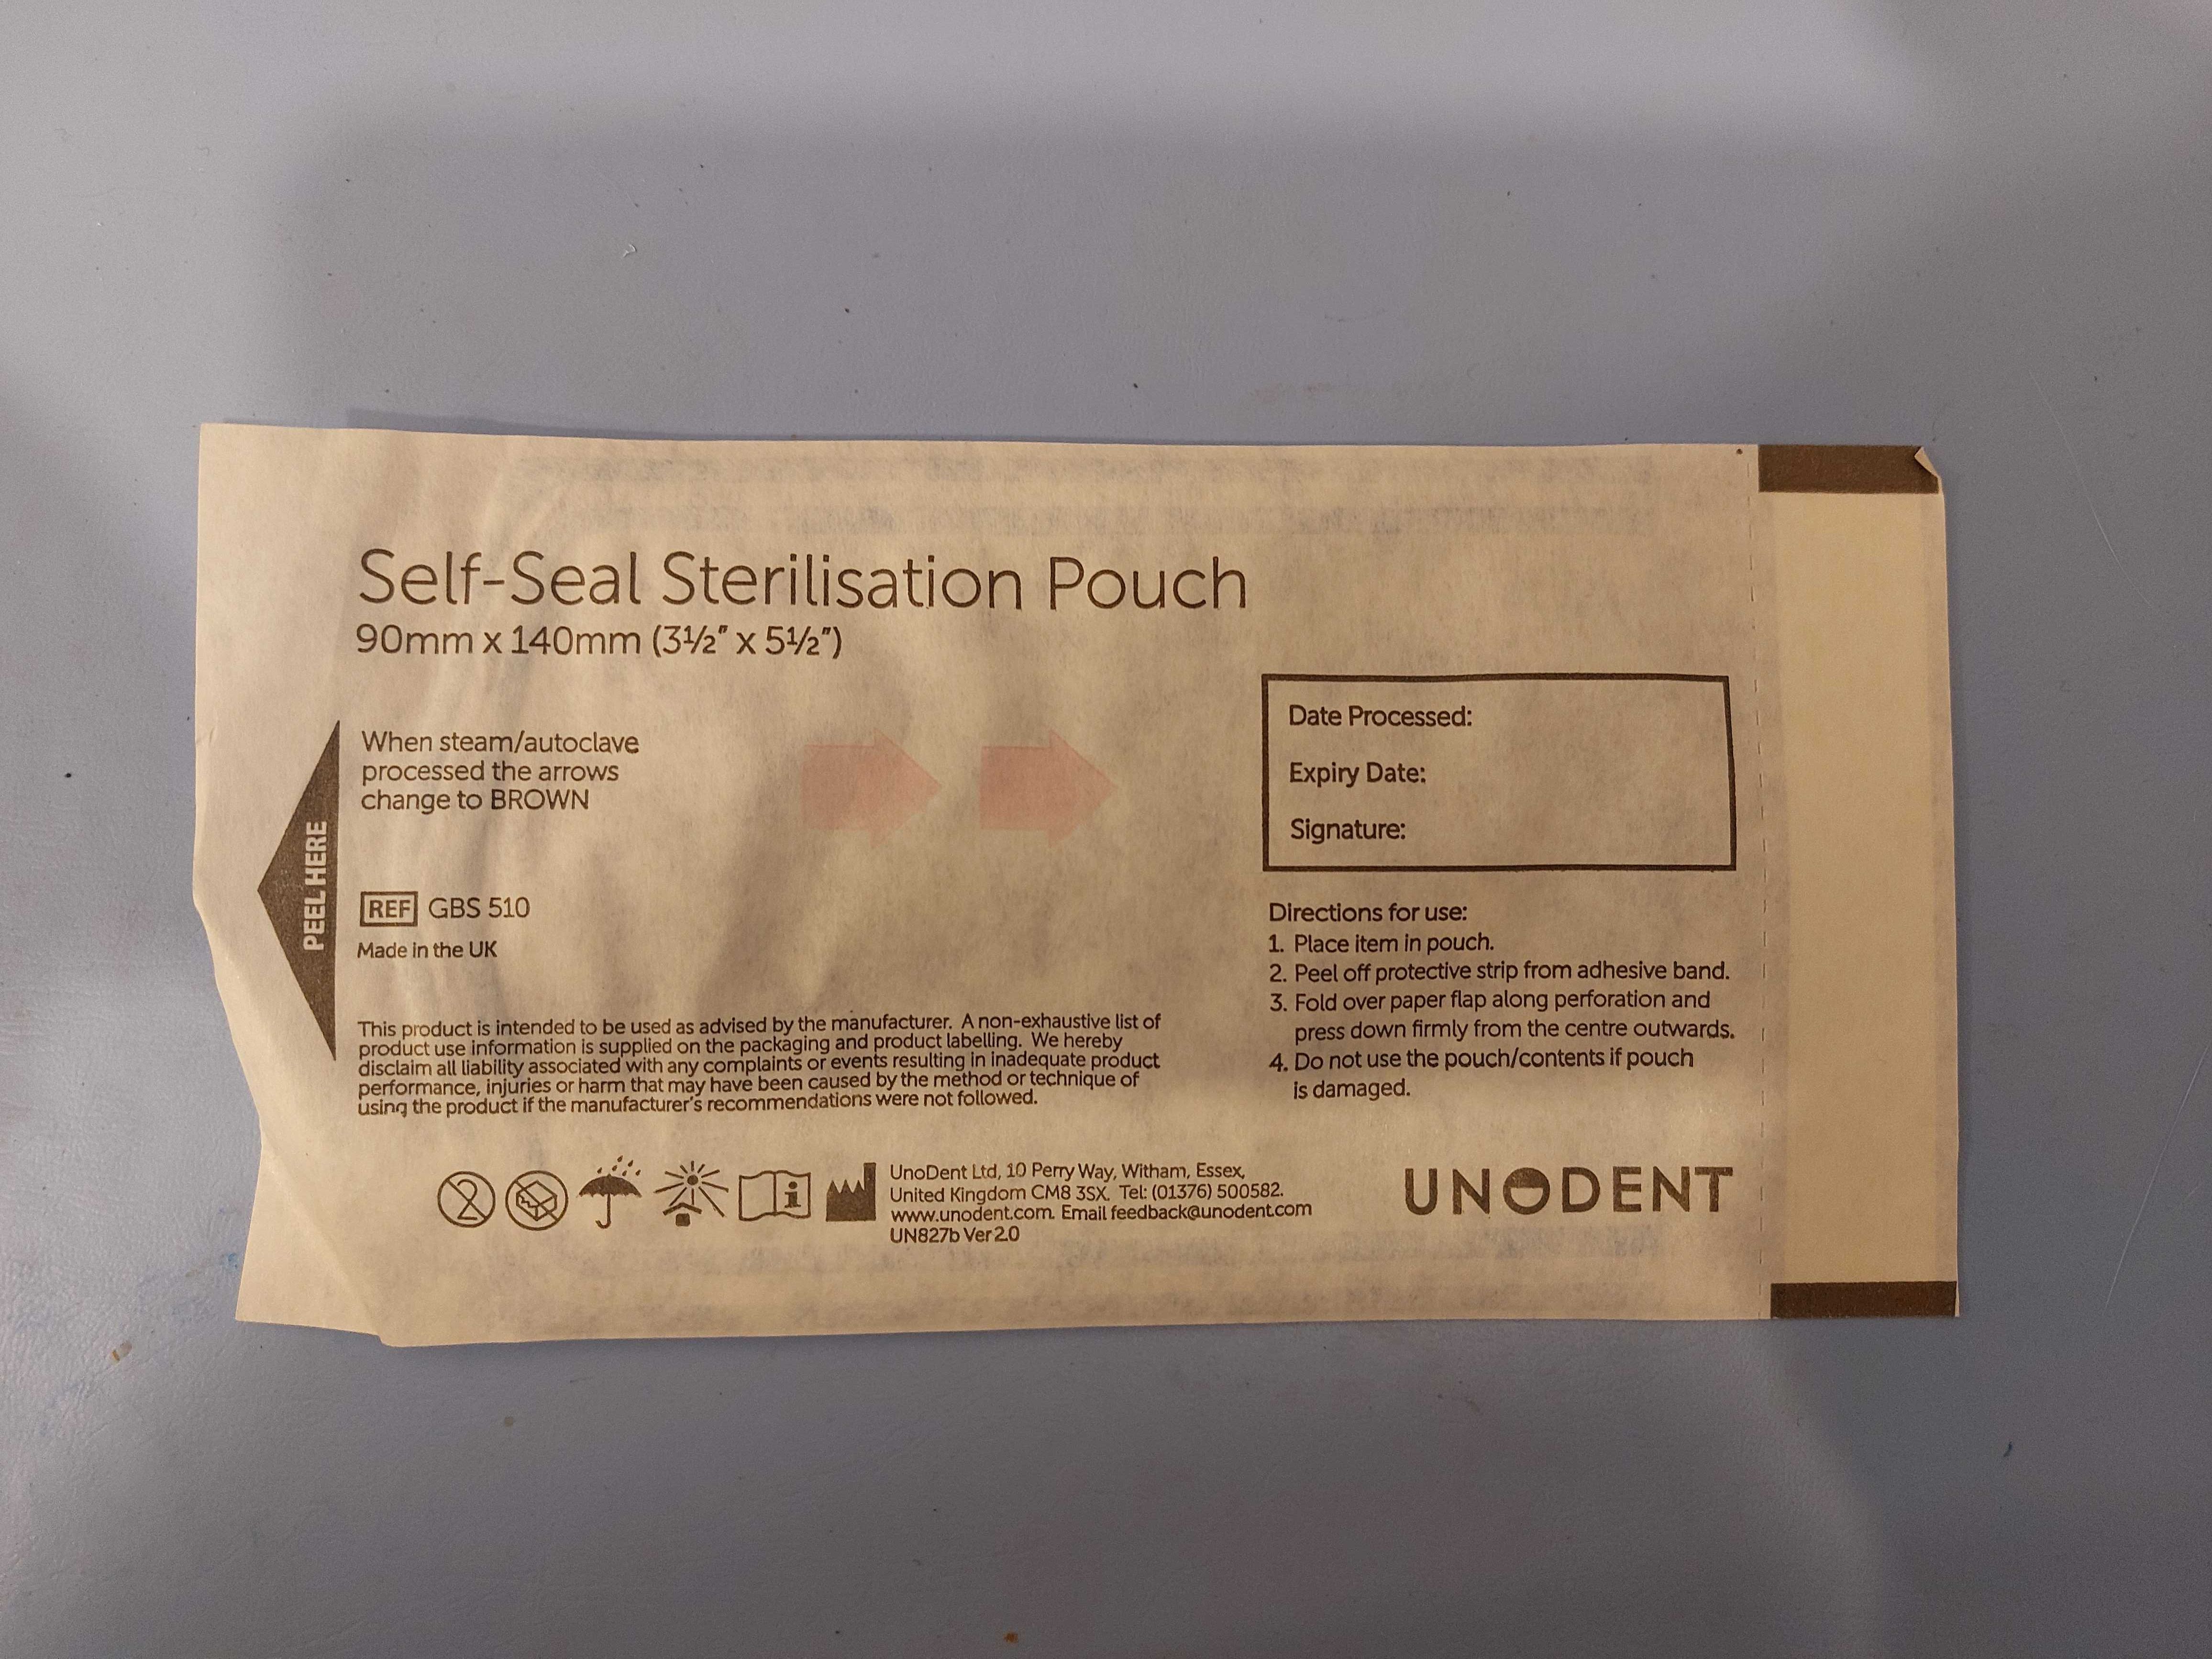 Self-Seal Sterilisation Pouch
90mm x 140mm (3½" x 5½")
When steam/autoclave
processed the arrows
change to BROWN
PEEL HERE
REF GBS 510
Made in the UK
This product is intended to be used as advised by the manufacturer. A non-exhaustive list of
product use information is supplied on the packaging and product labelling. We hereby
disclaim all liability associated with any complaints or events resulting in inadequate product
performance, injuries or harm that may have been caused by the method or technique of
using the product if the manufacturer's recommendations were not followed.
Date Processed:
Expiry Date:
Signature:
Directions for use:
1. Place item in pouch.
2. Peel off protective strip from adhesive band.
3. Fold over paper flap along perforation and
press down firmly from the centre outwards.
4. Do not use the pouch/contents if pouch
is damaged.
2
i
UnoDent Ltd, 10 Perry Way, Witham, Essex,
United Kingdom CM8 3SX. Tel: (01376) 500582.
www.unodent.com. Email feedback@unodent.com
UN827b Ver 2.0
UNODENT